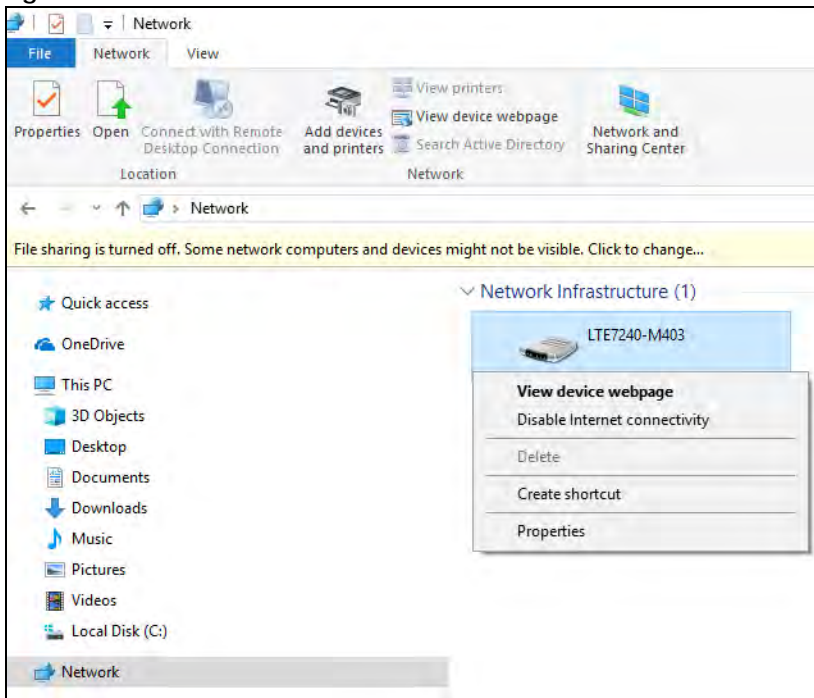 Network
File Network View
Properties Open Connect with Remote Desktop Connection Add devices and printers View printers
View device webpage
Search Active Directory
Network and Sharing Center
Location Network
Network
File sharing is turned off. Some network computers and devices might not be visible. Click to change...
Quick access
OneDrive
This PC
3D Objects
Desktop
Documents
Downloads
Music
Pictures
Videos
Local Disk (C:)
Network
Network Infrastructure (1)
LTE7240-M403
View device webpage
Disable Internet connectivity
Delete
Create shortcut
Properties